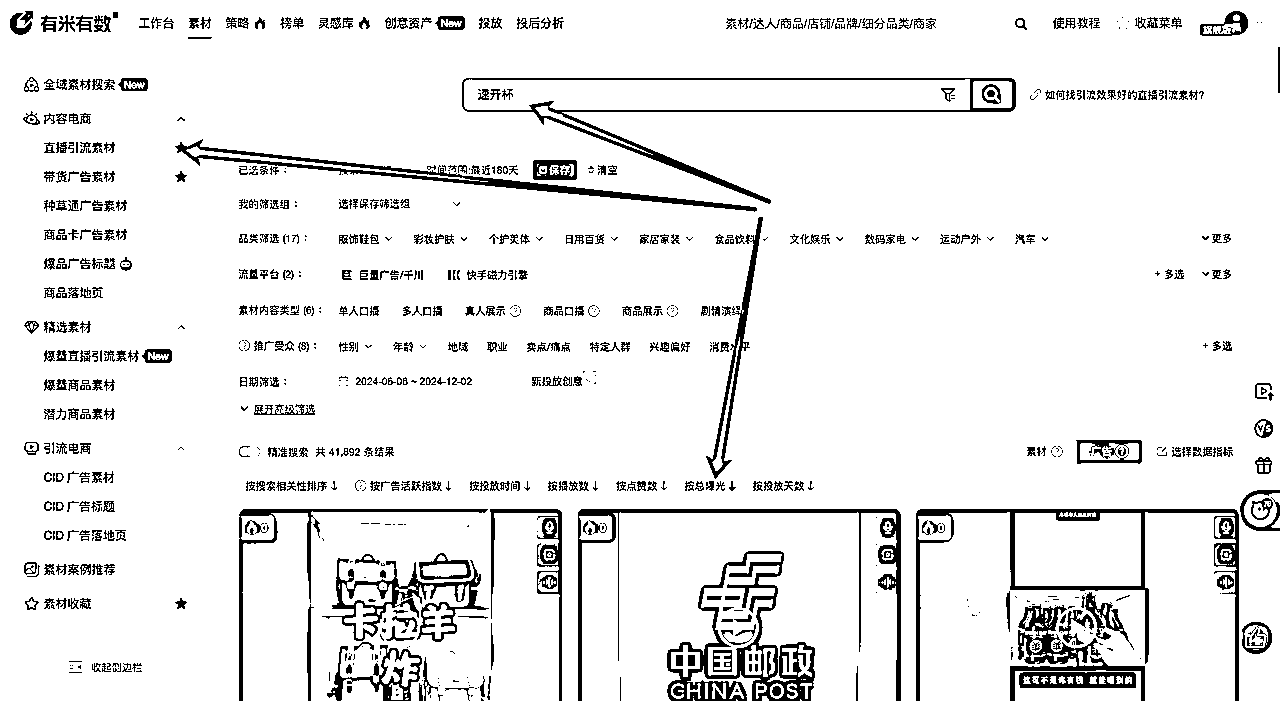 有米有数 工作台 素材 策略 榜单 灵感库 创意资产 New 投放 投后分析 素材/达人/商品/店铺/品牌/细分品类/商家 使用教程 收藏菜单
全域素材搜索 New
速开杯 如何找引流效果好的直播引流素材?
内容电商
直播引流素材
带货广告素材
种草通广告素材
商品卡广告素材
爆品广告标题
商品落地页
精选素材
爆量直播引流素材 New
爆量商品素材
潜力商品素材
引流电商
CID 广告素材
CID 广告标题
CID 广告落地页
素材案例推荐
素材收藏
收起侧边栏
已选条件: 时间范围:最近180天 保存 清空
我的筛选组: 选择保存筛选组
品类筛选 (17): 服饰鞋包 彩妆护肤 个护美体 日用百货 家居家装 食品饮料 文化娱乐 数码家电 运动户外 汽车 更多
流量平台 (2): 巨量广告/千川 快手磁力引擎 + 多选 更多
素材内容类型 (6): 单人口播 多人口播 真人展示 商品口播 商品展示 剧情演绎
推广受众 (8): 性别 年龄 地域 职业 卖点/痛点 特定人群 兴趣偏好 消费水平 + 多选
日期筛选: 2024-06-06 ~ 2024-12-02 新投放创意
展开高级筛选
精准搜索 共 41,892 条结果 素材 广告 选择数据指标
按搜索相关性排序↓ 按广告活跃指数↓ 按投放时间↓ 按播放数↓ 按点赞数↓ 按总曝光↓ 按投放天数↓
卡拉羊
炸
中国邮政
CHINA POST